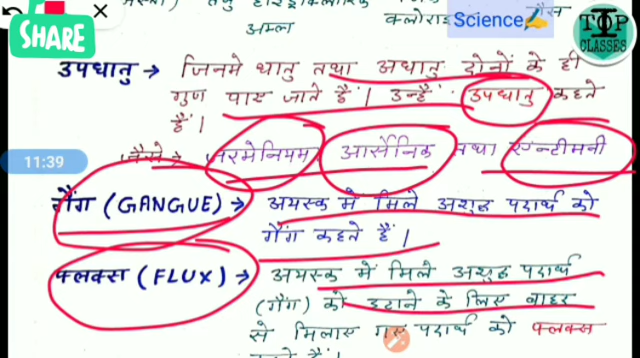 अम्ल क्लोराइ
Science✍
TOP CLASSES
SHARE
उपधातु → जिनमे धातु तथा अधातु दोनों के ही
गुण पाए जाते हैं। उन्हें उपधातु कहते
हैं।
जैसे → जरमेनियम आर्सेनिक तथा एन्टीमनी
11:39
गैंग (GANGUE) → अयस्क में मिले अशुद्ध पदार्थ को
गैंग कहते हैं।
फ्लक्स (FLUX) → अयस्क में मिले अशुद्ध पदार्थ
(गैंग) को हटाने के लिए बाहर
से मिलाए गए पदार्थ को फ्लक्स